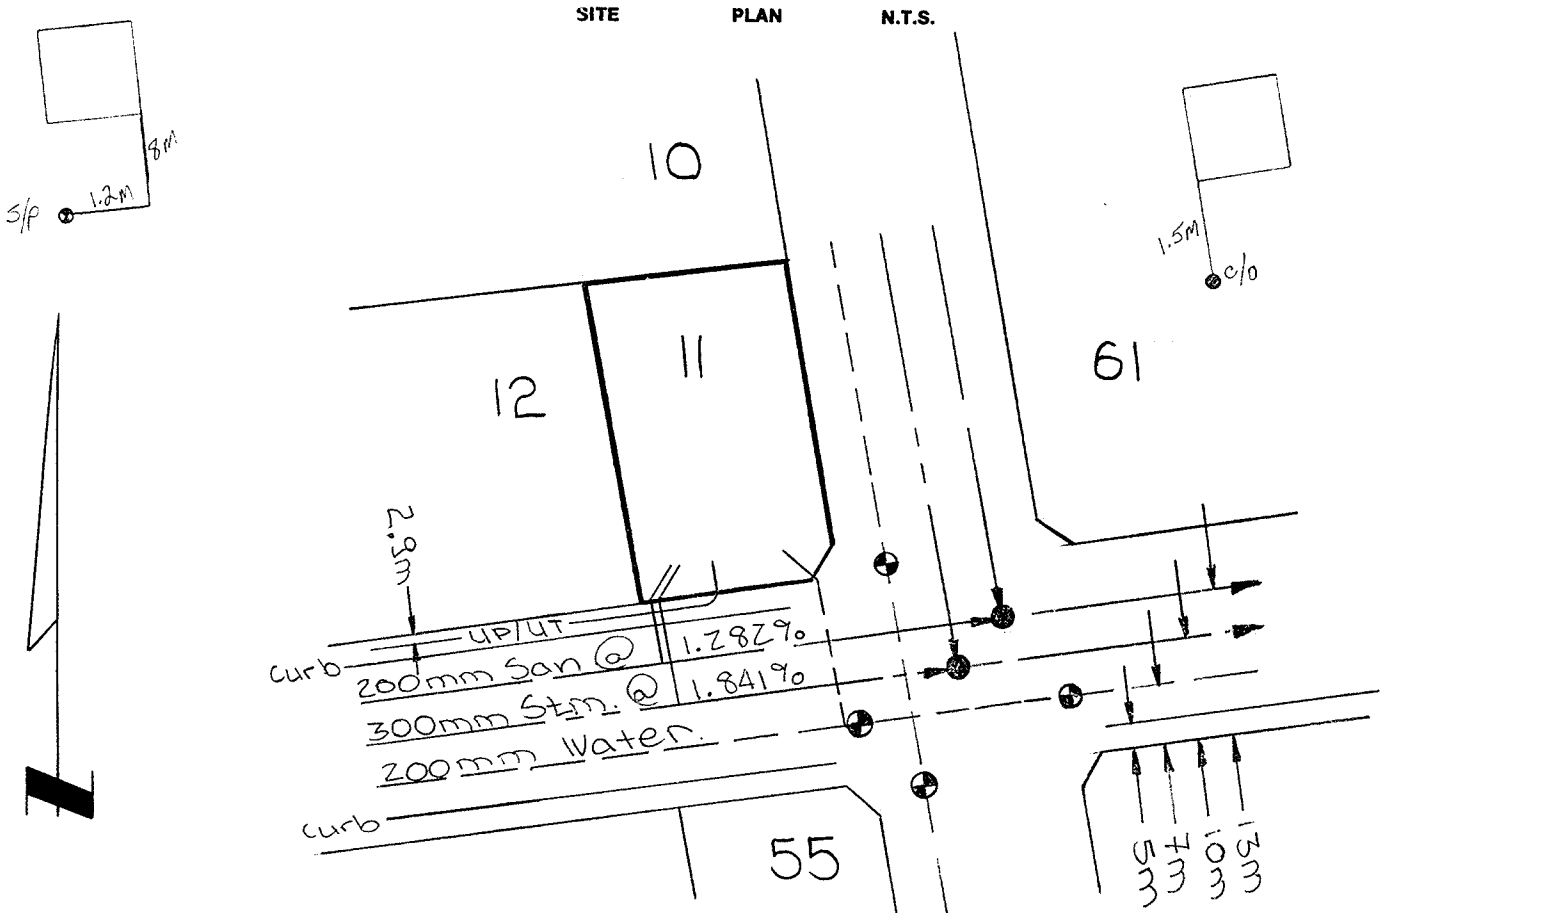 SITE PLAN N.T.S.
8M
1.2M
S/P
10
1.5M
C/O
11
12
61
2.9m
UP/UT
curb
200mm San @ 1.282%
300mm Stm. @ 1.841%
200mm Water.
curb
55
5m
7m
10m
13m